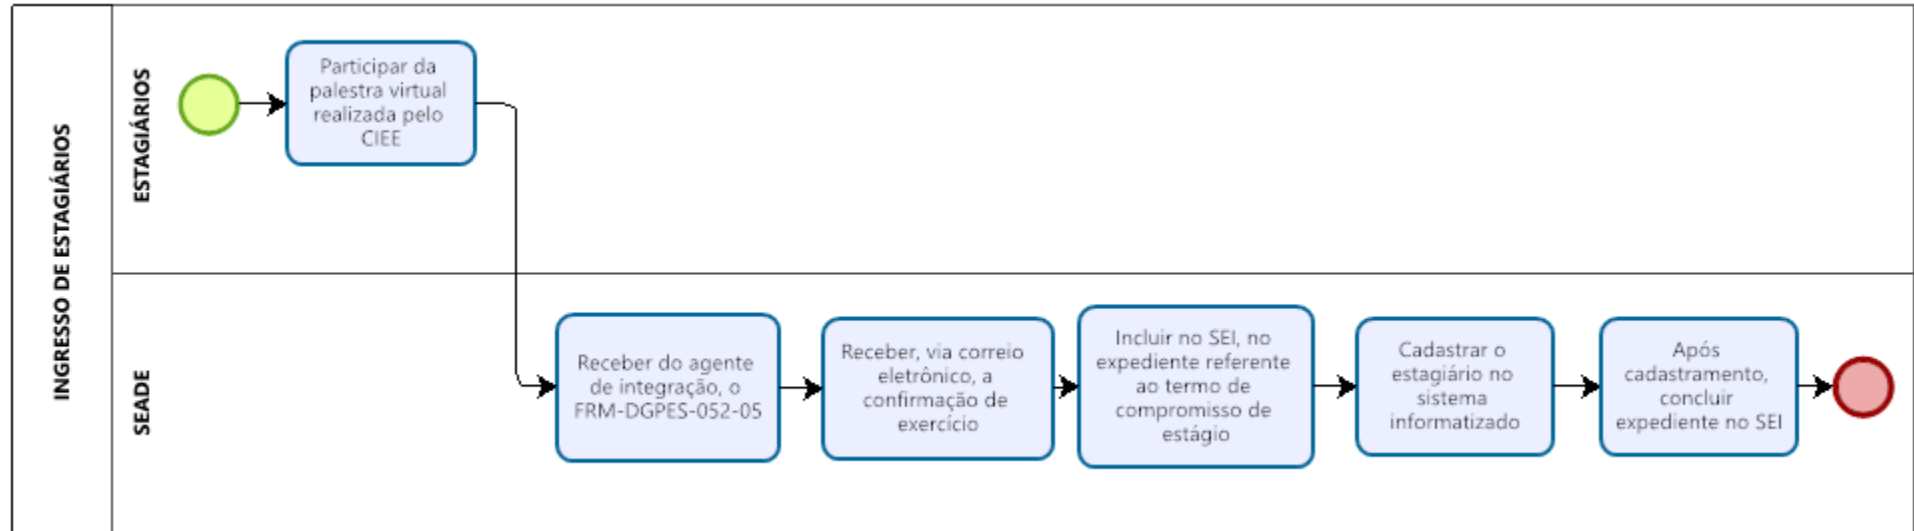 INGRESSO DE ESTAGIÁRIOS
ESTAGIÁRIOS
Participar da
palestra virtual
realizada pelo
CIEE
SEADE
Receber do agente
de integração, o
FRM-DGPES-052-05
Receber, via correio
eletrônico, a
confirmação de
exercício
Incluir no SEI, no
expediente referente
ao termo de
compromisso de
estágio
Cadastrar o
estagiário no
sistema
informatizado
Após
cadastramento,
concluir
expediente no SEI